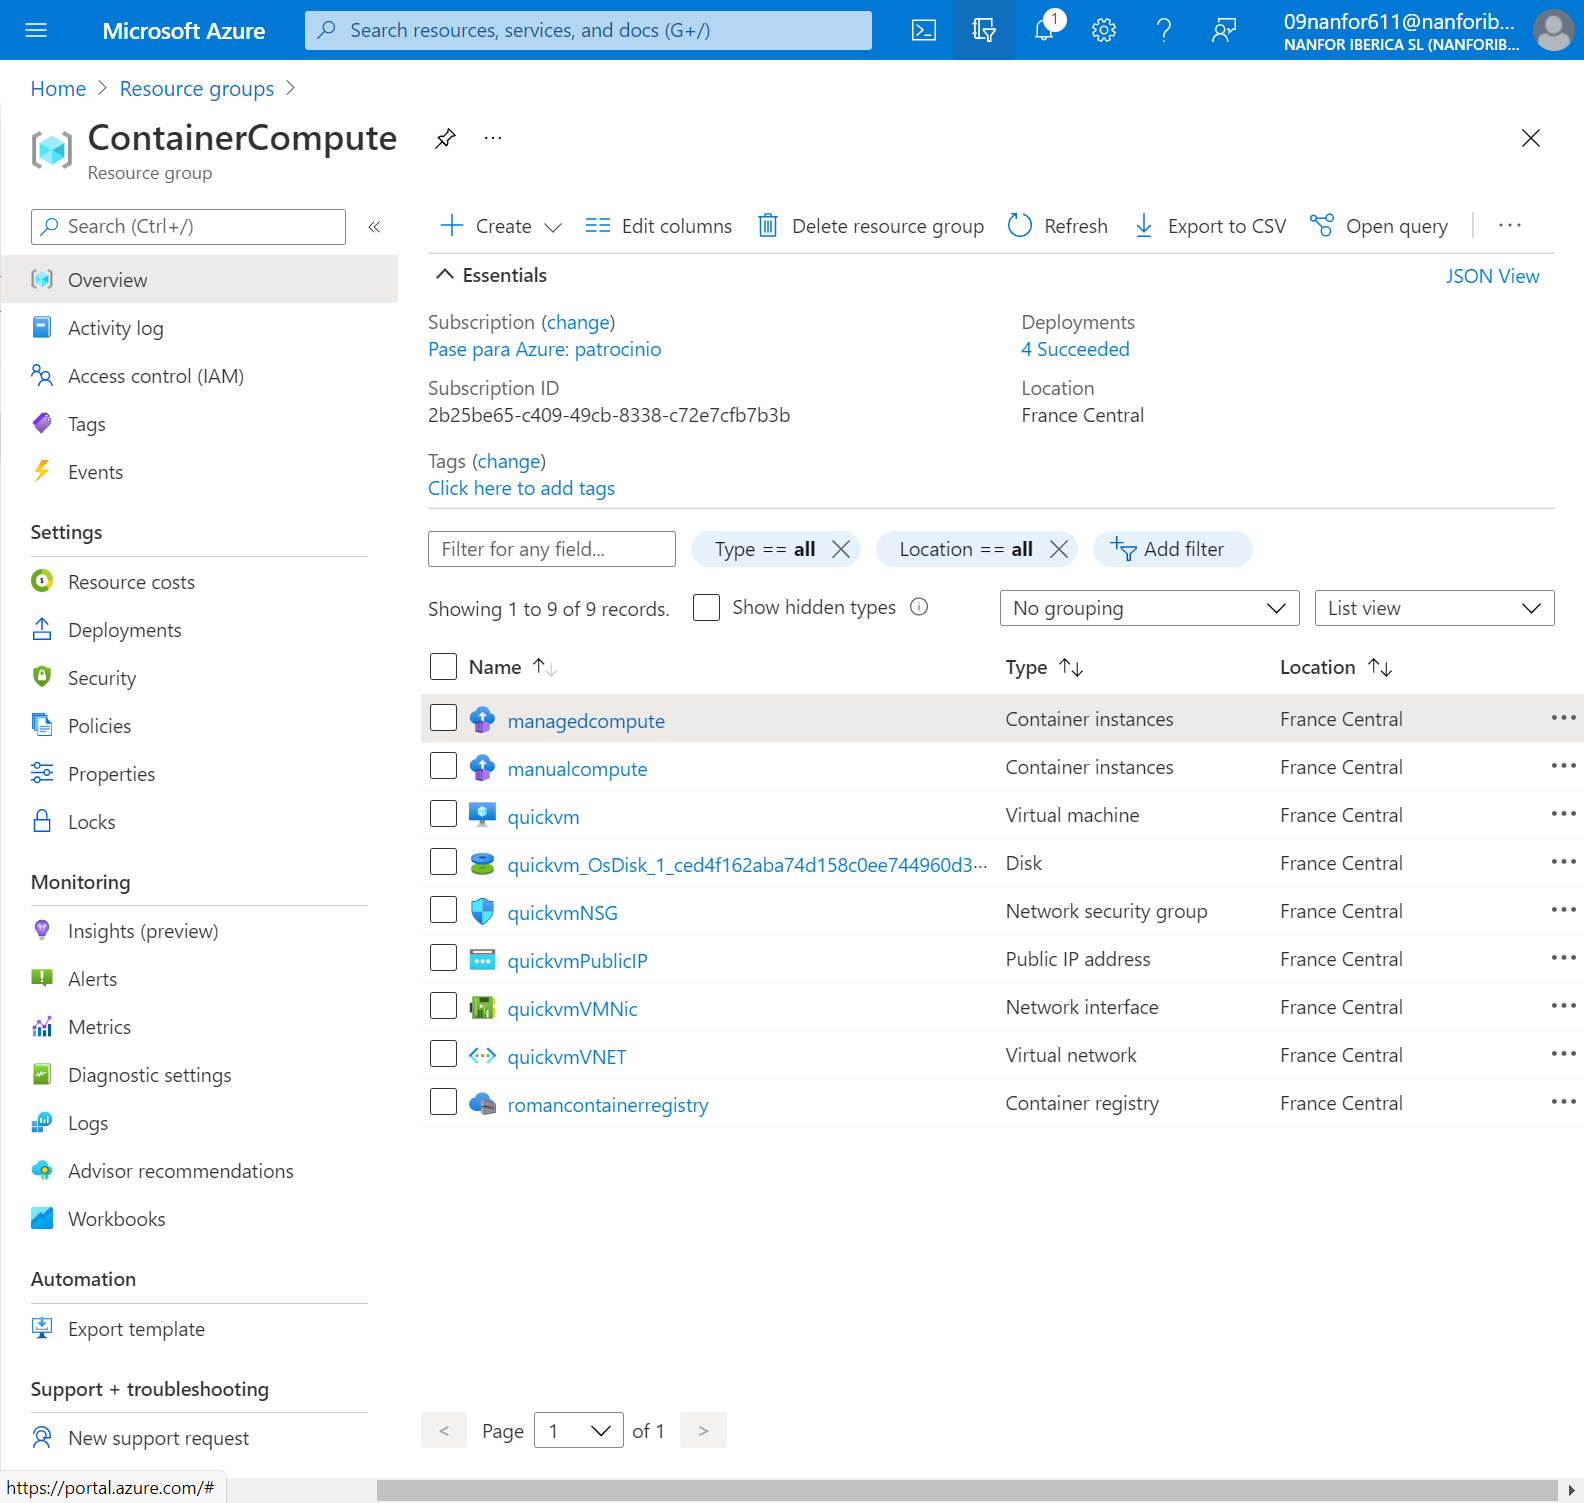 Microsoft Azure
Search resources, services, and docs (G+/)
1
09nanfor611@nanforib...
NANFOR IBERICA SL (NANFORIB...
Home > Resource groups >
ContainerCompute
Resource group
Search (Ctrl+/)
«
Create
Edit columns
Delete resource group
Refresh
Export to CSV
Open query
Overview
Activity log
Access control (IAM)
Tags
Events
Settings
Resource costs
Deployments
Security
Policies
Properties
Locks
Monitoring
Insights (preview)
Alerts
Metrics
Diagnostic settings
Logs
Advisor recommendations
Workbooks
Automation
Export template
Support + troubleshooting
New support request
Essentials
JSON View
Subscription (change)
Pase para Azure: patrocinio
Subscription ID
2b25be65-c409-49cb-8338-c72e7cfb7b3b
Deployments
4 Succeeded
Location
France Central
Tags (change)
Click here to add tags
Filter for any field...
Type == all
Location == all
Add filter
Showing 1 to 9 of 9 records.
Show hidden types
No grouping
List view
Name Type Location
managedcompute Container instances France Central
manualcompute Container instances France Central
quickvm Virtual machine France Central
quickvm_OsDisk_1_ced4f162aba74d158c0ee744960d3... Disk France Central
quickvmNSG Network security group France Central
quickvmPublicIP Public IP address France Central
quickvmVMNic Network interface France Central
quickvmVNET Virtual network France Central
romancontainerregistry Container registry France Central
< Page 1 of 1 >
https://portal.azure.com/#